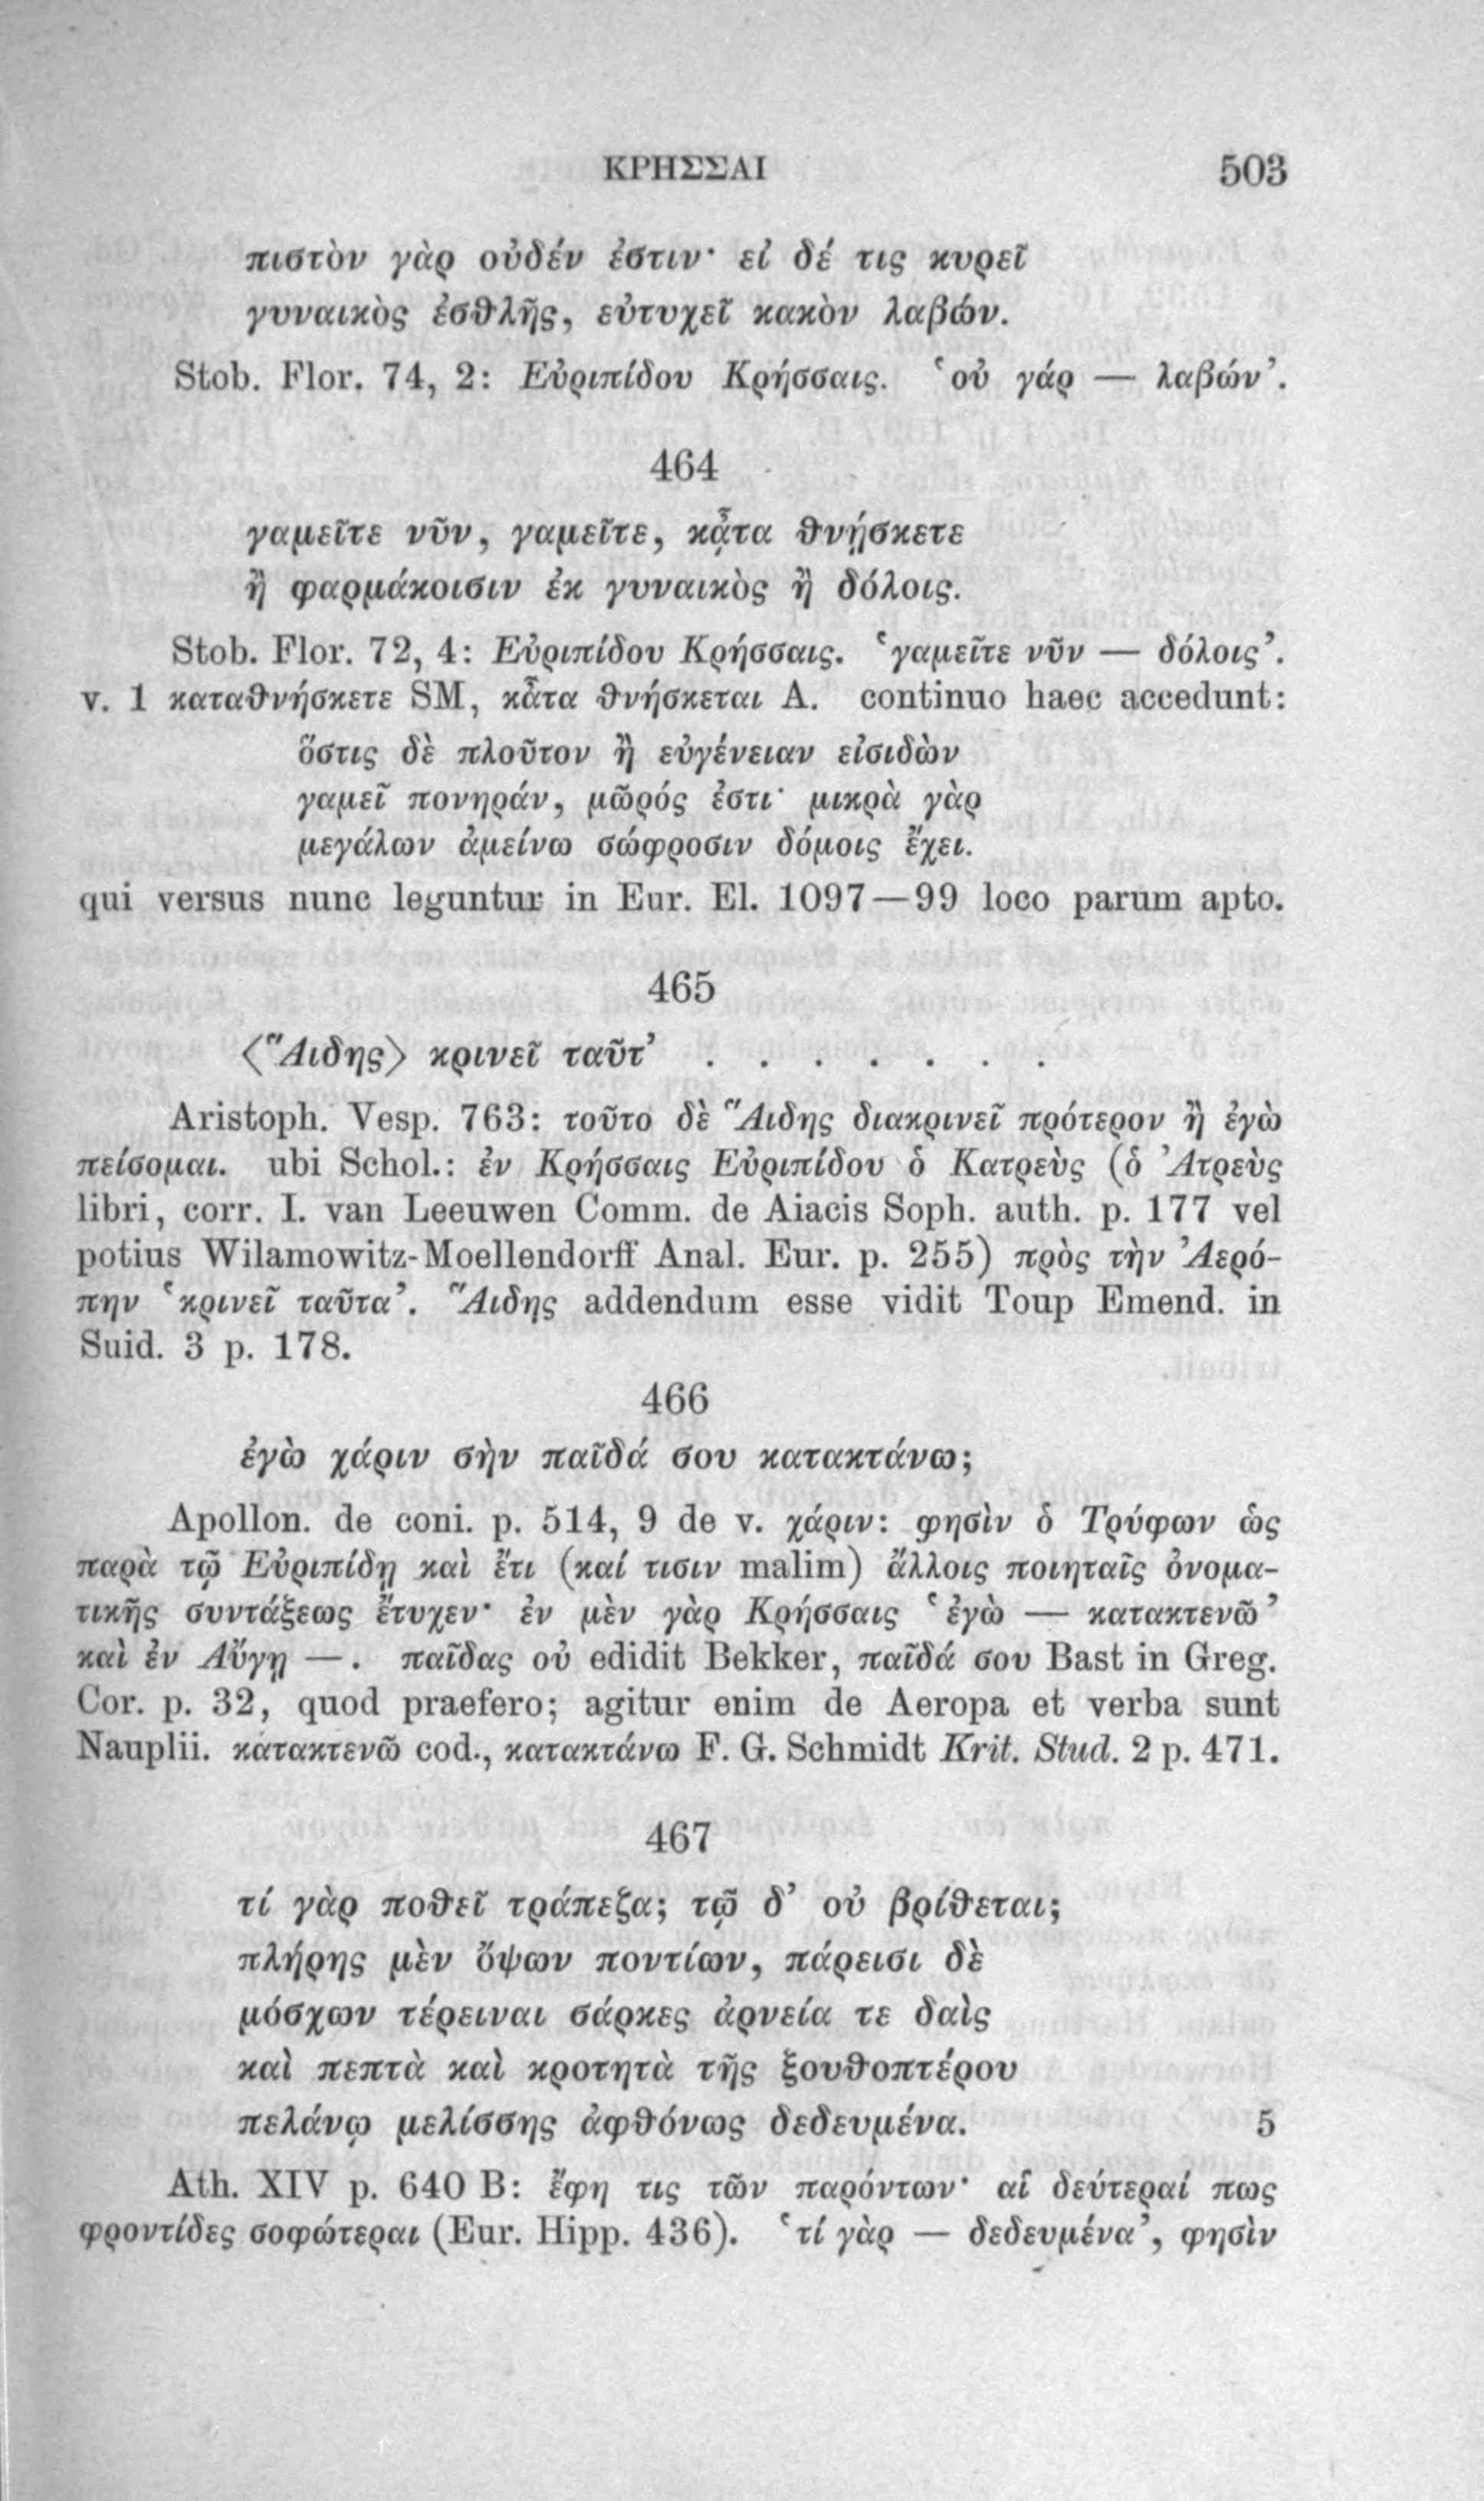 ΚΡΗΣΣΑΙ 503
πιστὸν γὰρ οὐδέν ἐστιν· εἰ δέ τις κυρεῖ
γυναικὸς ἐσθλῆς, εὐτυχεῖ κακὸν λαβών.
Stob. Flor. 74, 2: Εὐριπίδου Κρήσσαις. ‘οὐ γάρ — λαβών’.
464
γαμεῖτε νῦν, γαμεῖτε, κᾆτα θνῄσκετε
ἢ φαρμάκοισιν ἐκ γυναικὸς ἢ δόλοις.
Stob. Flor. 72, 4: Εὐριπίδου Κρήσσαις. ‘γαμεῖτε νῦν — δόλοις’.
v. 1 καταθνήσκετε SM, κἆτα θνήσκεται A. continuo haec accedunt:
ὅστις δὲ πλοῦτον ἢ εὐγένειαν εἰσιδὼν
γαμεῖ πονηράν, μῶρός ἐστι· μικρὰ γὰρ
μεγάλων ἀμείνω σώφροσιν δόμοις ἔχει.
qui versus nunc leguntur in Eur. El. 1097—99 loco parum apto.
465
〈Ἅιδης〉 κρινεῖ ταῦτ’ . . . . . . .
Aristoph. Vesp. 763: τοῦτο δὲ Ἅιδης διακρινεῖ πρότερον ἢ ἐγὼ
πείσομαι. ubi Schol.: ἐν Κρήσσαις Εὐριπίδου ὁ Κατρεὺς (ὁ Ἀτρεὺς
libri, corr. I. van Leeuwen Comm. de Aiacis Soph. auth. p. 177 vel
potius Wilamowitz-Moellendorff Anal. Eur. p. 255) πρὸς τὴν Ἀερό-
πην ‘κρινεῖ ταῦτα’. Ἅιδης addendum esse vidit Toup Emend. in
Suid. 3 p. 178.
466
ἐγὼ χάριν σὴν παῖδά σου κατακτάνω;
Apollon. de coni. p. 514, 9 de v. χάριν: φησὶν ὁ Τρύφων ὡς
παρὰ τῷ Εὐριπίδῃ καὶ ἔτι (καί τισιν malim) ἄλλοις ποιηταῖς ὀνομα-
τικῆς συντάξεως ἔτυχεν· ἐν μὲν γὰρ Κρήσσαις ‘ἐγὼ — κατακτενῶ’
καὶ ἐν Αὔγῃ —. παῖδας οὐ edidit Bekker, παῖδά σου Bast in Greg.
Cor. p. 32, quod praefero; agitur enim de Aeropa et verba sunt
Nauplii. κατακτενῶ cod., κατακτάνω F. G. Schmidt Krit. Stud. 2 p. 471.
467
τί γὰρ ποθεῖ τράπεζα; τῷ δ’ οὐ βρίθεται;
πλήρης μὲν ὄψων ποντίων, πάρεισι δὲ
μόσχων τέρειναι σάρκες ἀρνεία τε δαὶς
καὶ πεπτὰ καὶ κροτητὰ τῆς ξουθοπτέρου
πελάνῳ μελίσσης ἀφθόνως δεδευμένα. 5
Ath. XIV p. 640 B: ἔφη τις τῶν παρόντων· αἱ δεύτεραί πως
φροντίδες σοφώτεραι (Eur. Hipp. 436). ‘τί γὰρ — δεδευμένα’, φησὶν